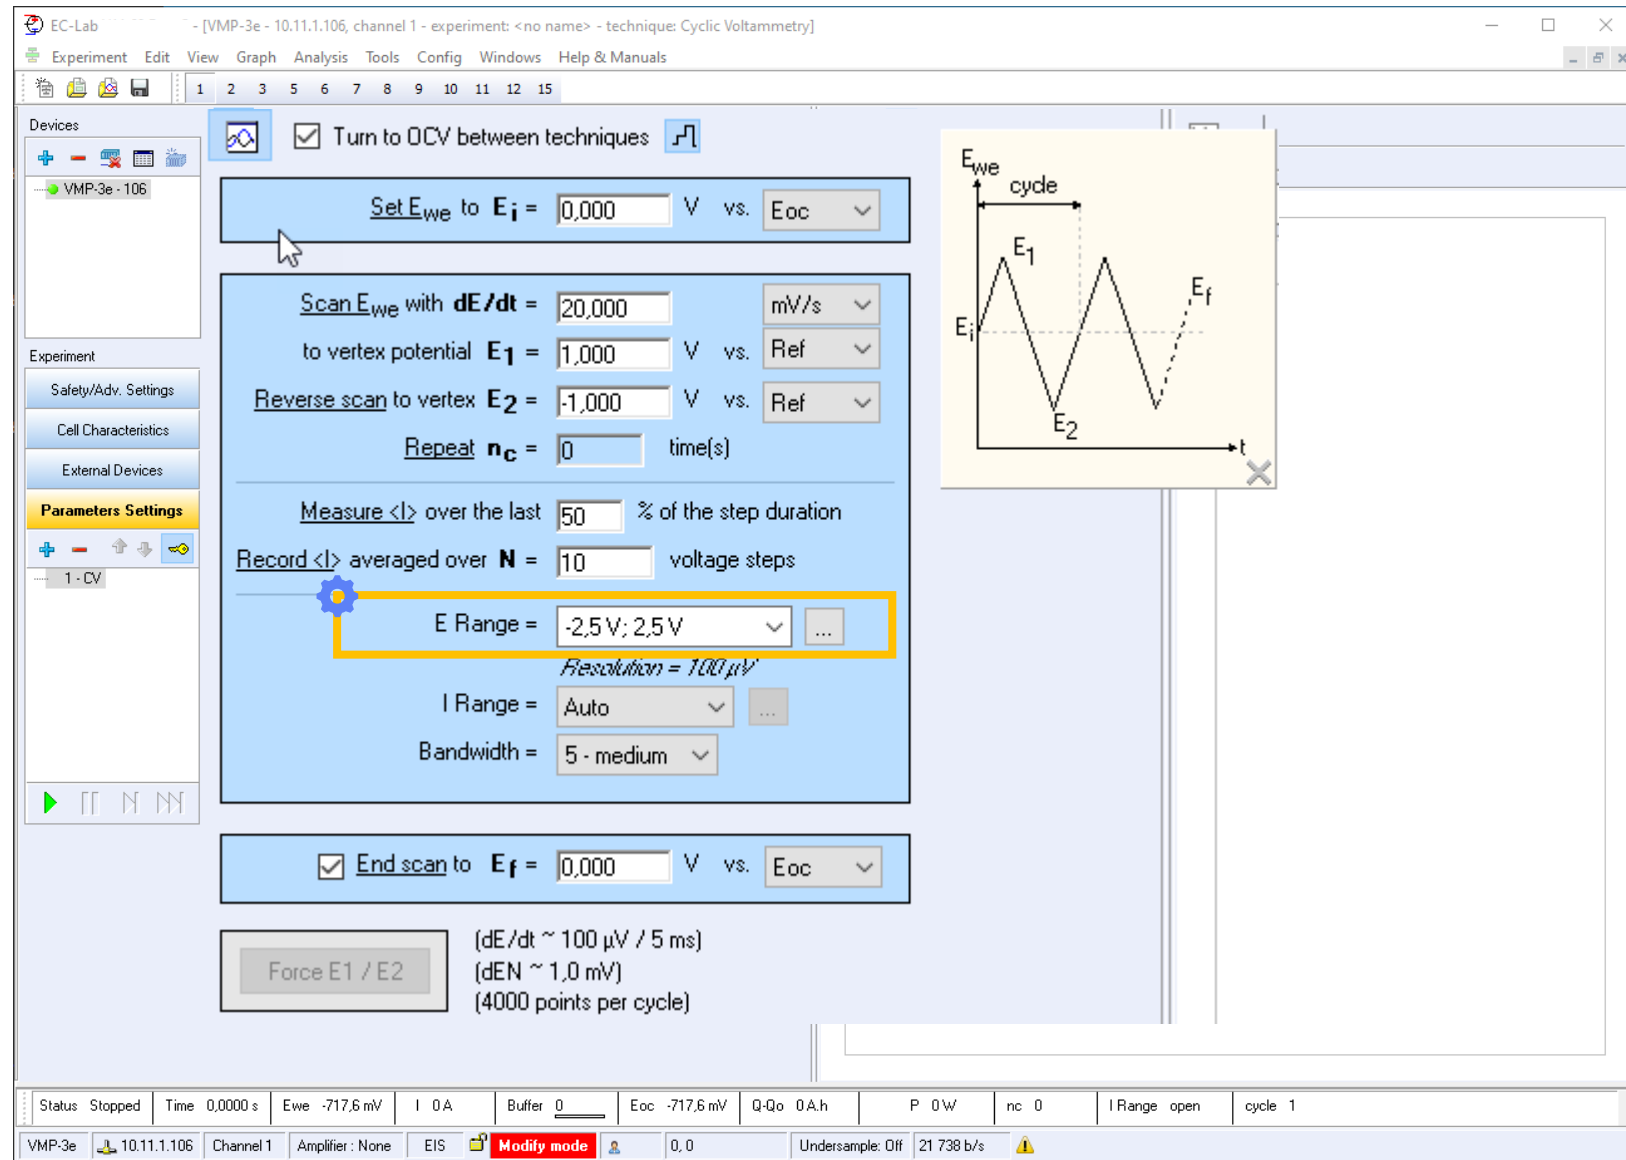 EC-Lab - [VMP-3e - 10.11.1.106, channel 1 - experiment: <no name> - technique: Cyclic Voltammetry]
Experiment Edit View Graph Analysis Tools Config Windows Help & Manuals
1 2 3 5 6 7 8 9 10 11 12 15
Devices
VMP-3e - 106
Experiment
Safety/Adv. Settings
Cell Characteristics
External Devices
Parameters Settings
1 - CV
Turn to OCV between techniques
Set Ewe to Ei = 0,000 V vs. Eoc
Scan Ewe with dE/dt = 20,000 mV/s
to vertex potential E1 = 1,000 V vs. Ref
Reverse scan to vertex E2 = -1,000 V vs. Ref
Repeat nc = 0 time(s)
Measure <I> over the last 50 % of the step duration
Record <I> averaged over N = 10 voltage steps
E Range = -2,5 V; 2,5 V ...
Resolution = 100 µV
I Range = Auto ...
Bandwidth = 5 - medium
End scan to Ef = 0,000 V vs. Eoc
Force E1 / E2
(dE/dt ~ 100 µV / 5 ms)
(dEN ~ 1,0 mV)
(4000 points per cycle)
Ewe
cycle
E1
Ef
Ei
E2
t
Status Stopped Time 0,0000 s Ewe -717,6 mV I 0 A Buffer 0 Eoc -717,6 mV Q-Qo 0 A.h P 0 W nc 0 I Range open cycle 1
VMP-3e 10.11.1.106 Channel 1 Amplifier : None EIS Modify mode 0, 0 Undersample: Off 21 738 b/s